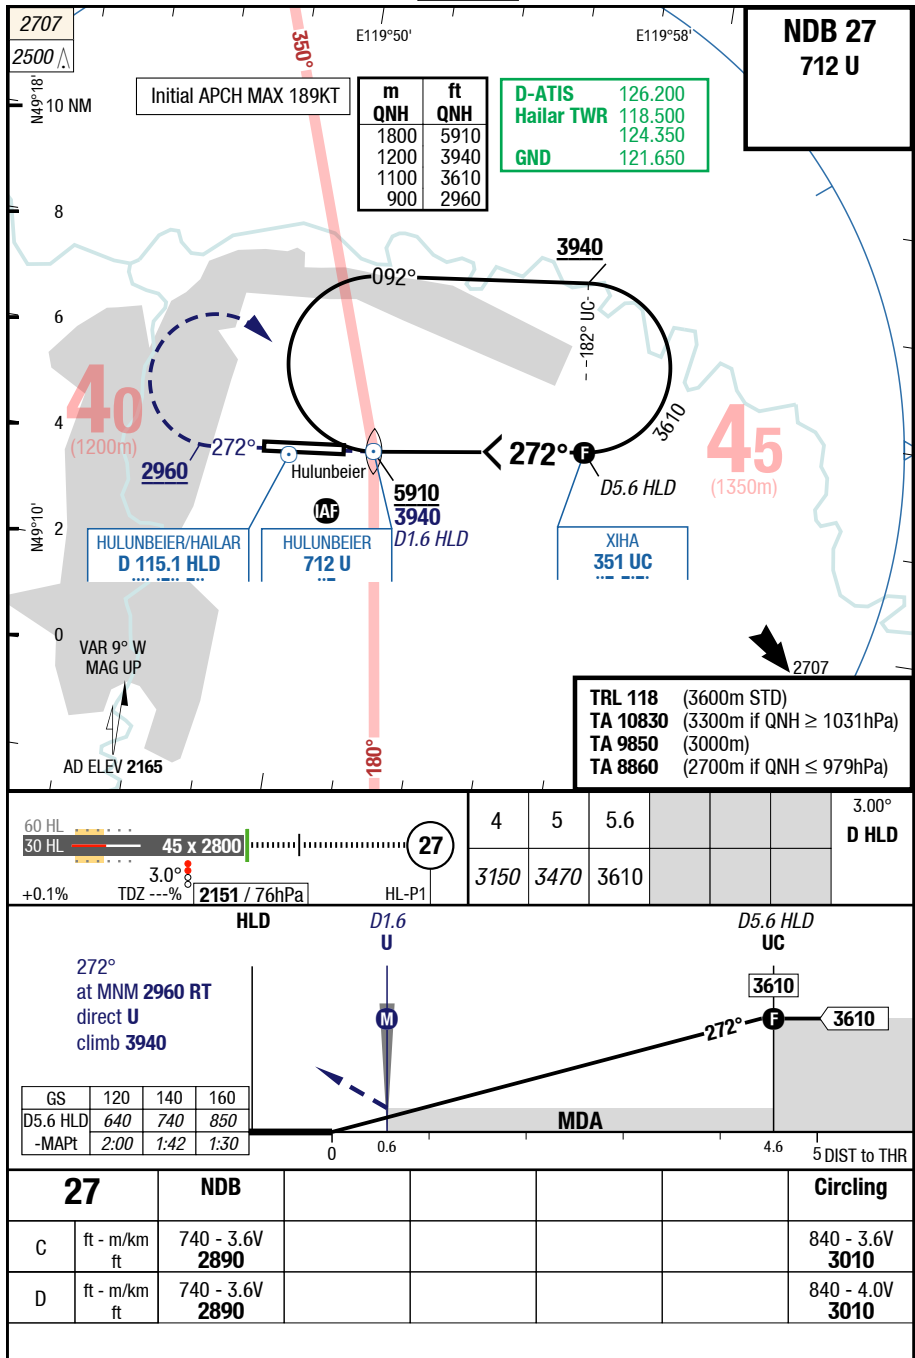 2707
2500
E119°50'
E119°58'
NDB 27
712 U
350°
N49°18'
10 NM
Initial APCH MAX 189KT
m ft
QNH QNH
1800 5910
1200 3940
1100 3610
900 2960
D-ATIS 126.200
Hailar TWR 118.500
124.350
GND 121.650
8
3940
092°
6
182° UC
40
(1200m)
4
3610
45
(1350m)
272°
272°
2960
Hulunbeier
F
D5.6 HLD
5910
3940
D1.6 HLD
IAF
N49°10'
2
HULUNBEIER/HAILAR
D 115.1 HLD
HULUNBEIER
712 U
XIHA
351 UC
0
VAR 9° W
MAG UP
2707
AD ELEV 2165
180°
TRL 118 (3600m STD)
TA 10830 (3300m if QNH ≥ 1031hPa)
TA 9850 (3000m)
TA 8860 (2700m if QNH ≤ 979hPa)
60 HL
30 HL
45 x 2800
27
3.0°
+0.1%
TDZ ---%
2151 / 76hPa
HL-P1
4 5 5.6
3150 3470 3610
3.00°
D HLD
HLD
D1.6
U
D5.6 HLD
UC
272°
at MNM 2960 RT
direct U
climb 3940
M
3610
F
3610
272°
MDA
GS 120 140 160
D5.6 HLD 640 740 850
-MAPt 2:00 1:42 1:30
0 0.6 4.6 5 DIST to THR
27 NDB Circling
C ft - m/km 740 - 3.6V 840 - 3.6V
ft 2890 3010
D ft - m/km 740 - 3.6V 840 - 4.0V
ft 2890 3010